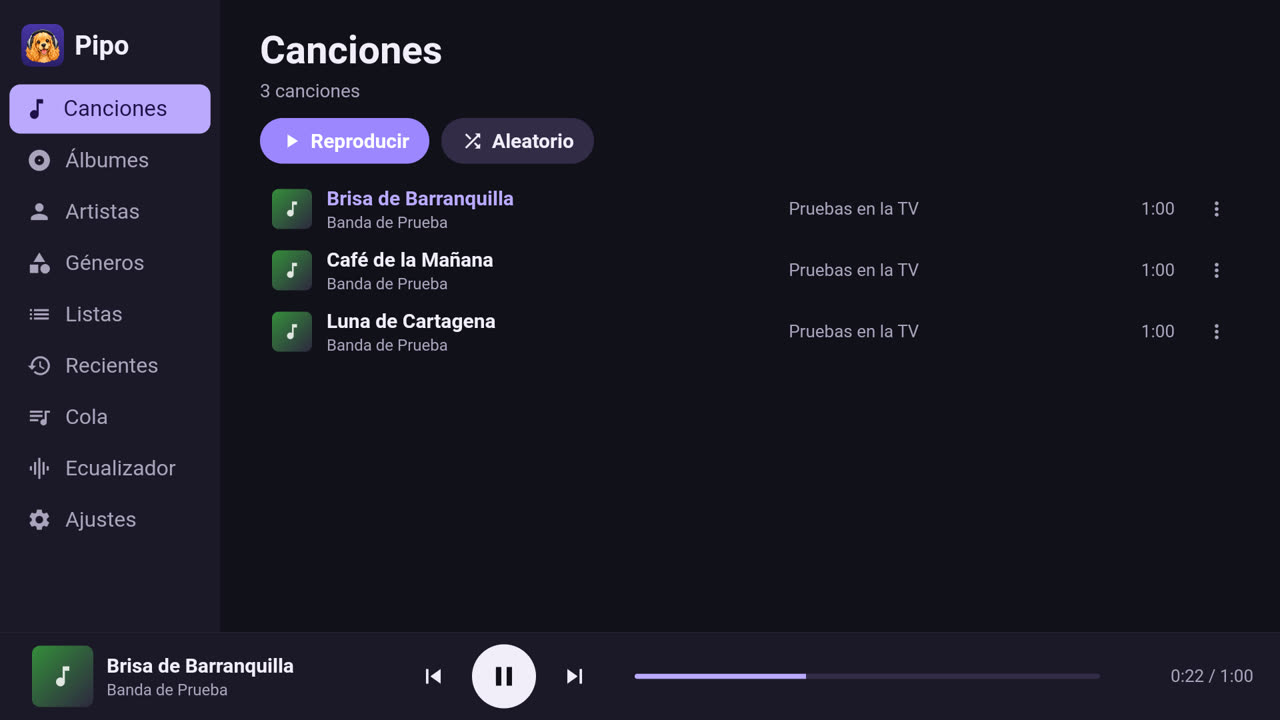 Pipo
Canciones
Álbumes
Artistas
Géneros
Listas
Recientes
Cola
Ecualizador
Ajustes
Canciones
3 canciones
Reproducir
Aleatorio
Brisa de Barranquilla
Banda de Prueba
Pruebas en la TV
1:00
Café de la Mañana
Banda de Prueba
Pruebas en la TV
1:00
Luna de Cartagena
Banda de Prueba
Pruebas en la TV
1:00
Brisa de Barranquilla
Banda de Prueba
0:22 / 1:00